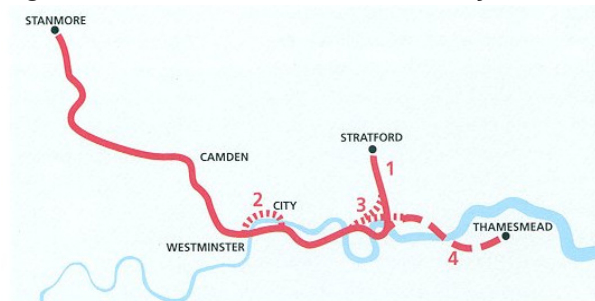 STANMORE
STRATFORD
1
CAMDEN
2
CITY
3
WESTMINSTER
THAMESMEAD
4